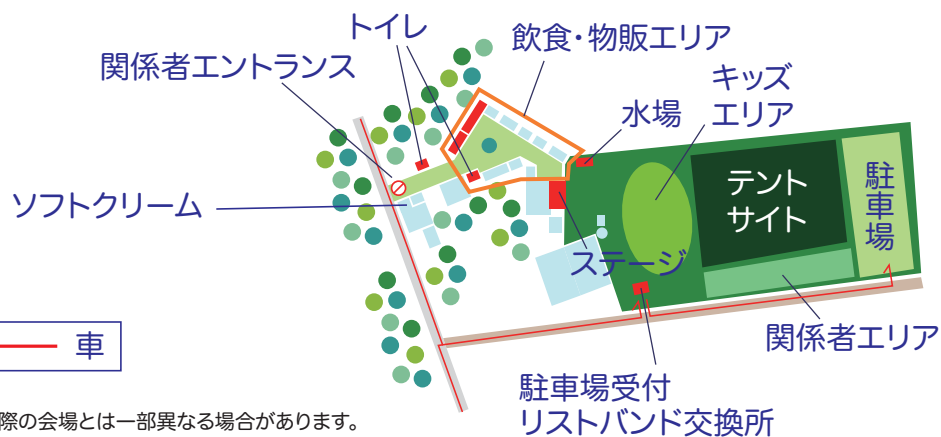 トイレ
飲食・物販エリア
関係者エントランス
キッズ
エリア
水場
ソフトクリーム
テント
サイト
駐車場
ステージ
車
関係者エリア
駐車場受付
リストバンド交換所
際の会場とは一部異なる場合があります。